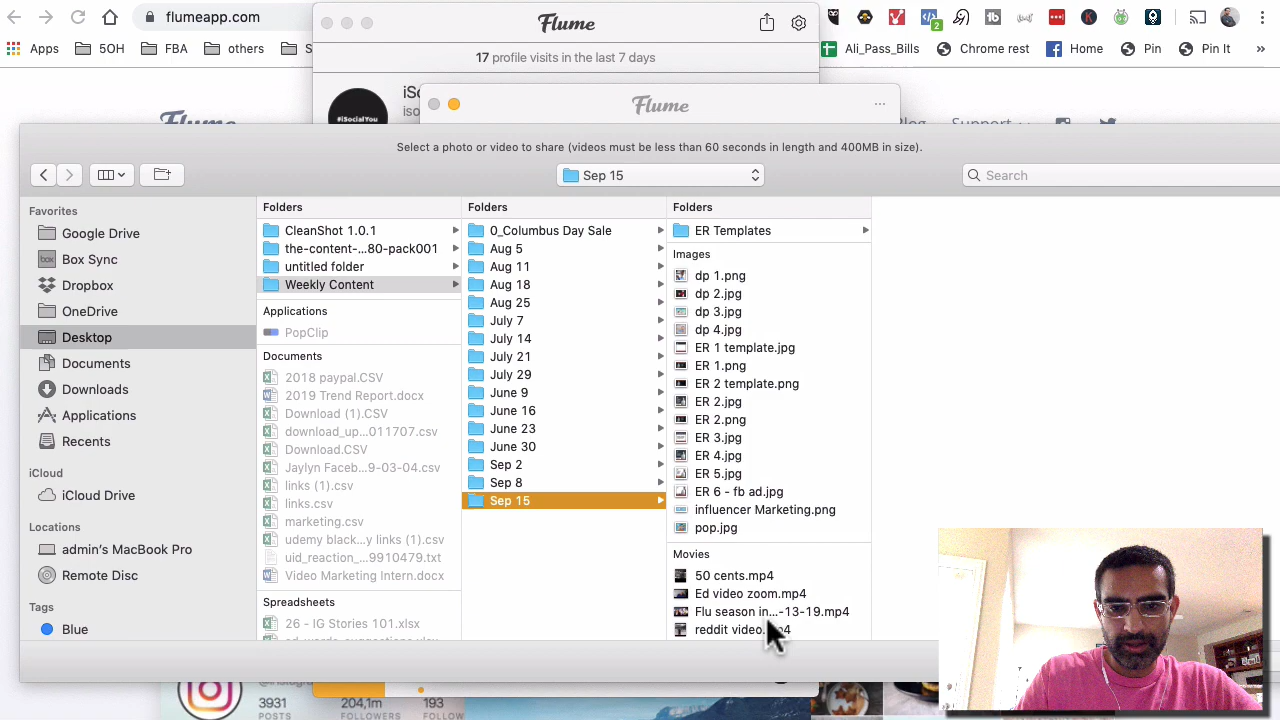 flumeapp.com
Flume
2
Apps
5OH
FBA
others
Ali_Pass_Bills
Chrome rest
Home
Pin
Pin It
»
17 profile visits in the last 7 days
#iSocialYou
Flume
Flume
Blog
Support
Select a photo or video to share (videos must be less than 60 seconds in length and 400MB in size).
Sep 15
Search
Favorites
Google Drive
Box Sync
Dropbox
OneDrive
Desktop
Documents
Downloads
Applications
Recents
iCloud
iCloud Drive
Locations
admin's MacBook Pro
Remote Disc
Tags
Blue
Folders
CleanShot 1.0.1
the-content-...80-pack001
untitled folder
Weekly Content
Applications
PopClip
Documents
2018 paypal.CSV
2019 Trend Report.docx
Download (1).CSV
download_up...011707.csv
Download.CSV
Jaylyn Faceb...9-03-04.csv
links (1).csv
links.csv
marketing.csv
udemy black...y links (1).csv
uid_reaction_...9910479.txt
Video Marketing Intern.docx
Spreadsheets
26 - IG Stories 101.xlsx
Folders
0_Columbus Day Sale
Aug 5
Aug 11
Aug 18
Aug 25
July 7
July 14
July 21
July 29
June 9
June 16
June 23
June 30
Sep 2
Sep 8
Sep 15
Folders
ER Templates
Images
dp 1.png
dp 2.jpg
dp 3.jpg
dp 4.jpg
ER 1 template.jpg
ER 1.png
ER 2 template.png
ER 2.jpg
ER 2.png
ER 3.jpg
ER 4.jpg
ER 5.jpg
ER 6 - fb ad.jpg
influencer Marketing.png
pop.jpg
Movies
50 cents.mp4
Ed video zoom.mp4
Flu season in...-13-19.mp4
reddit video.mp4
3931
POSTS
204,1m
FOLLOWERS
193
FOLLOW